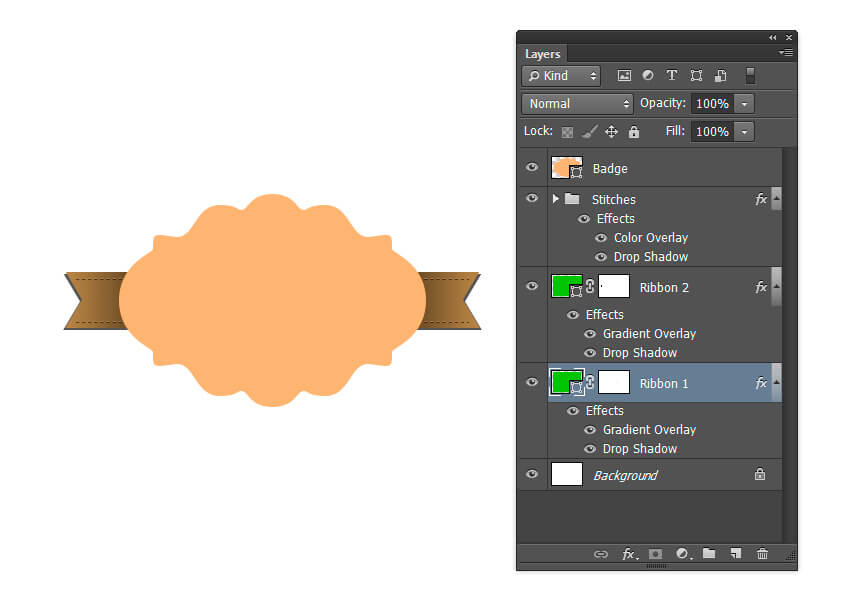 Layers
Kind
Normal Opacity: 100%
Lock: Fill: 100%
Badge
Stitches fx
Effects
Color Overlay
Drop Shadow
Ribbon 2 fx
Effects
Gradient Overlay
Drop Shadow
Ribbon 1 fx
Effects
Gradient Overlay
Drop Shadow
Background
fx